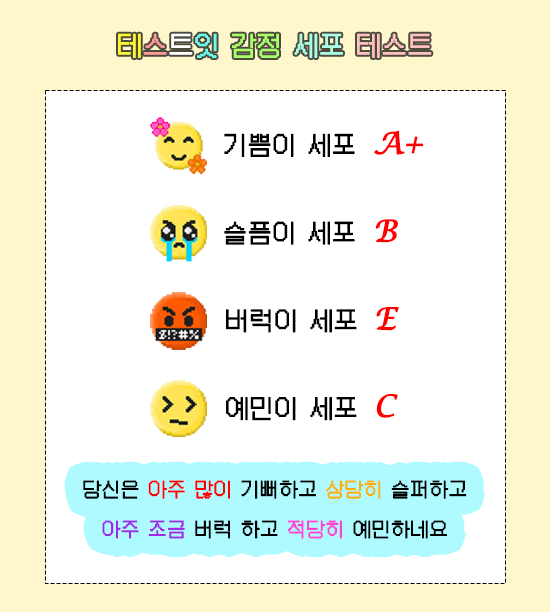 테스트잇 감정 세포 테스트
기쁨이 세포 A+
슬픔이 세포 B
$!?#%
버럭이 세포 E
예민이 세포 C
당신은 아주 많이 기뻐하고 상당히 슬퍼하고
아주 조금 버럭 하고 적당히 예민하네요